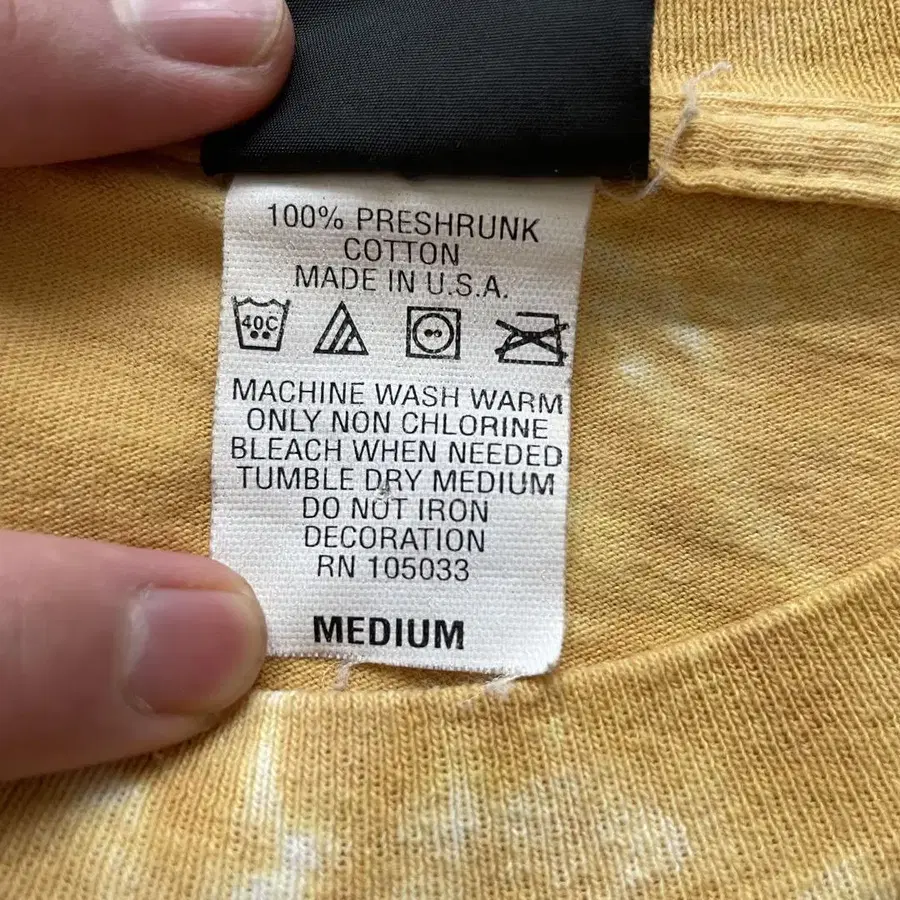 100% PRESHRUNK
COTTON
MADE IN U.S.A.
40C
MACHINE WASH WARM
ONLY NON CHLORINE
BLEACH WHEN NEEDED
TUMBLE DRY MEDIUM
DO NOT IRON
DECORATION
RN 105033
MEDIUM